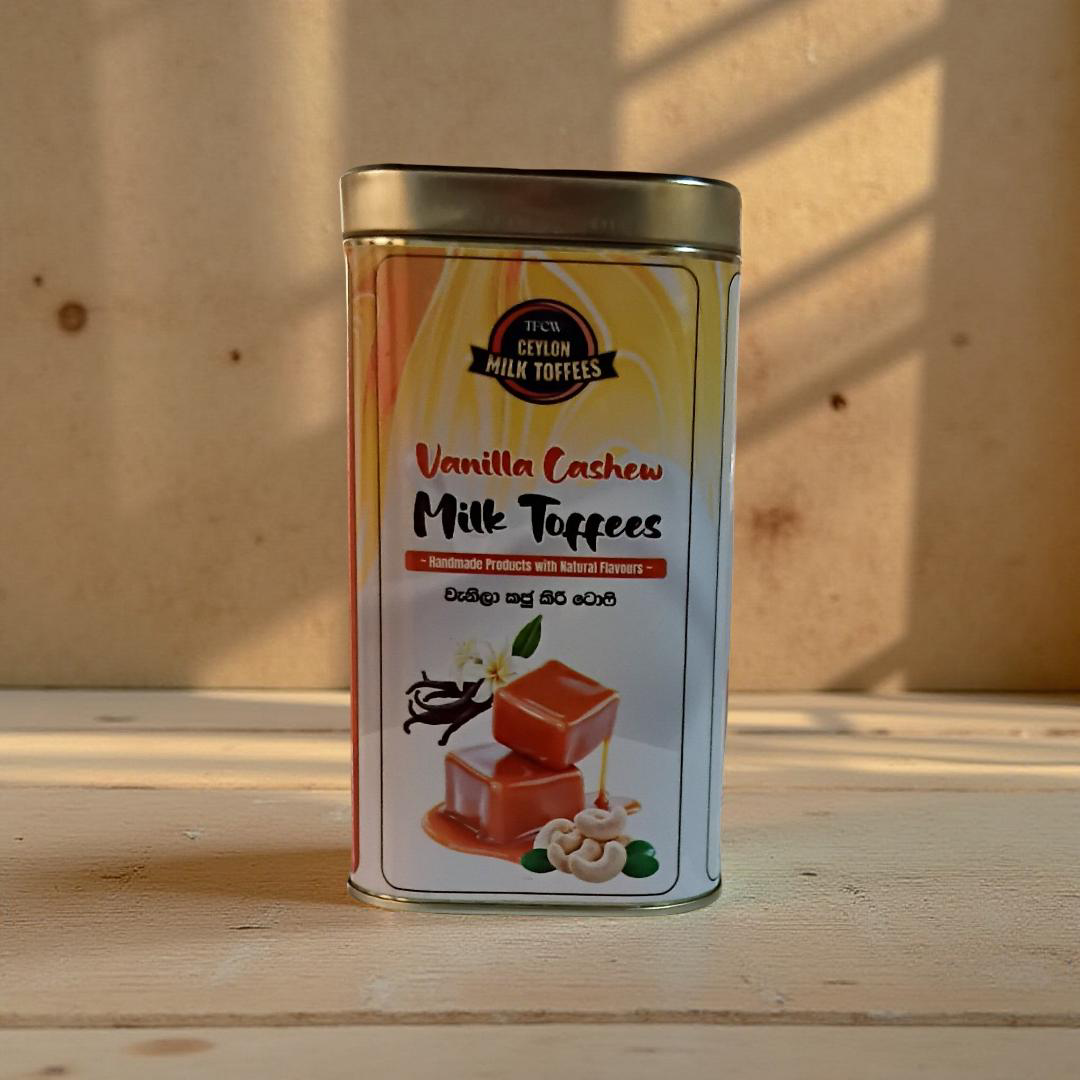 TFCW
CEYLON
MILK TOFFEES
Vanilla Cashew
Milk Toffees
~ Handmade Products with Natural Flavours ~
වැනිලා කජු කිරි ටොෆි